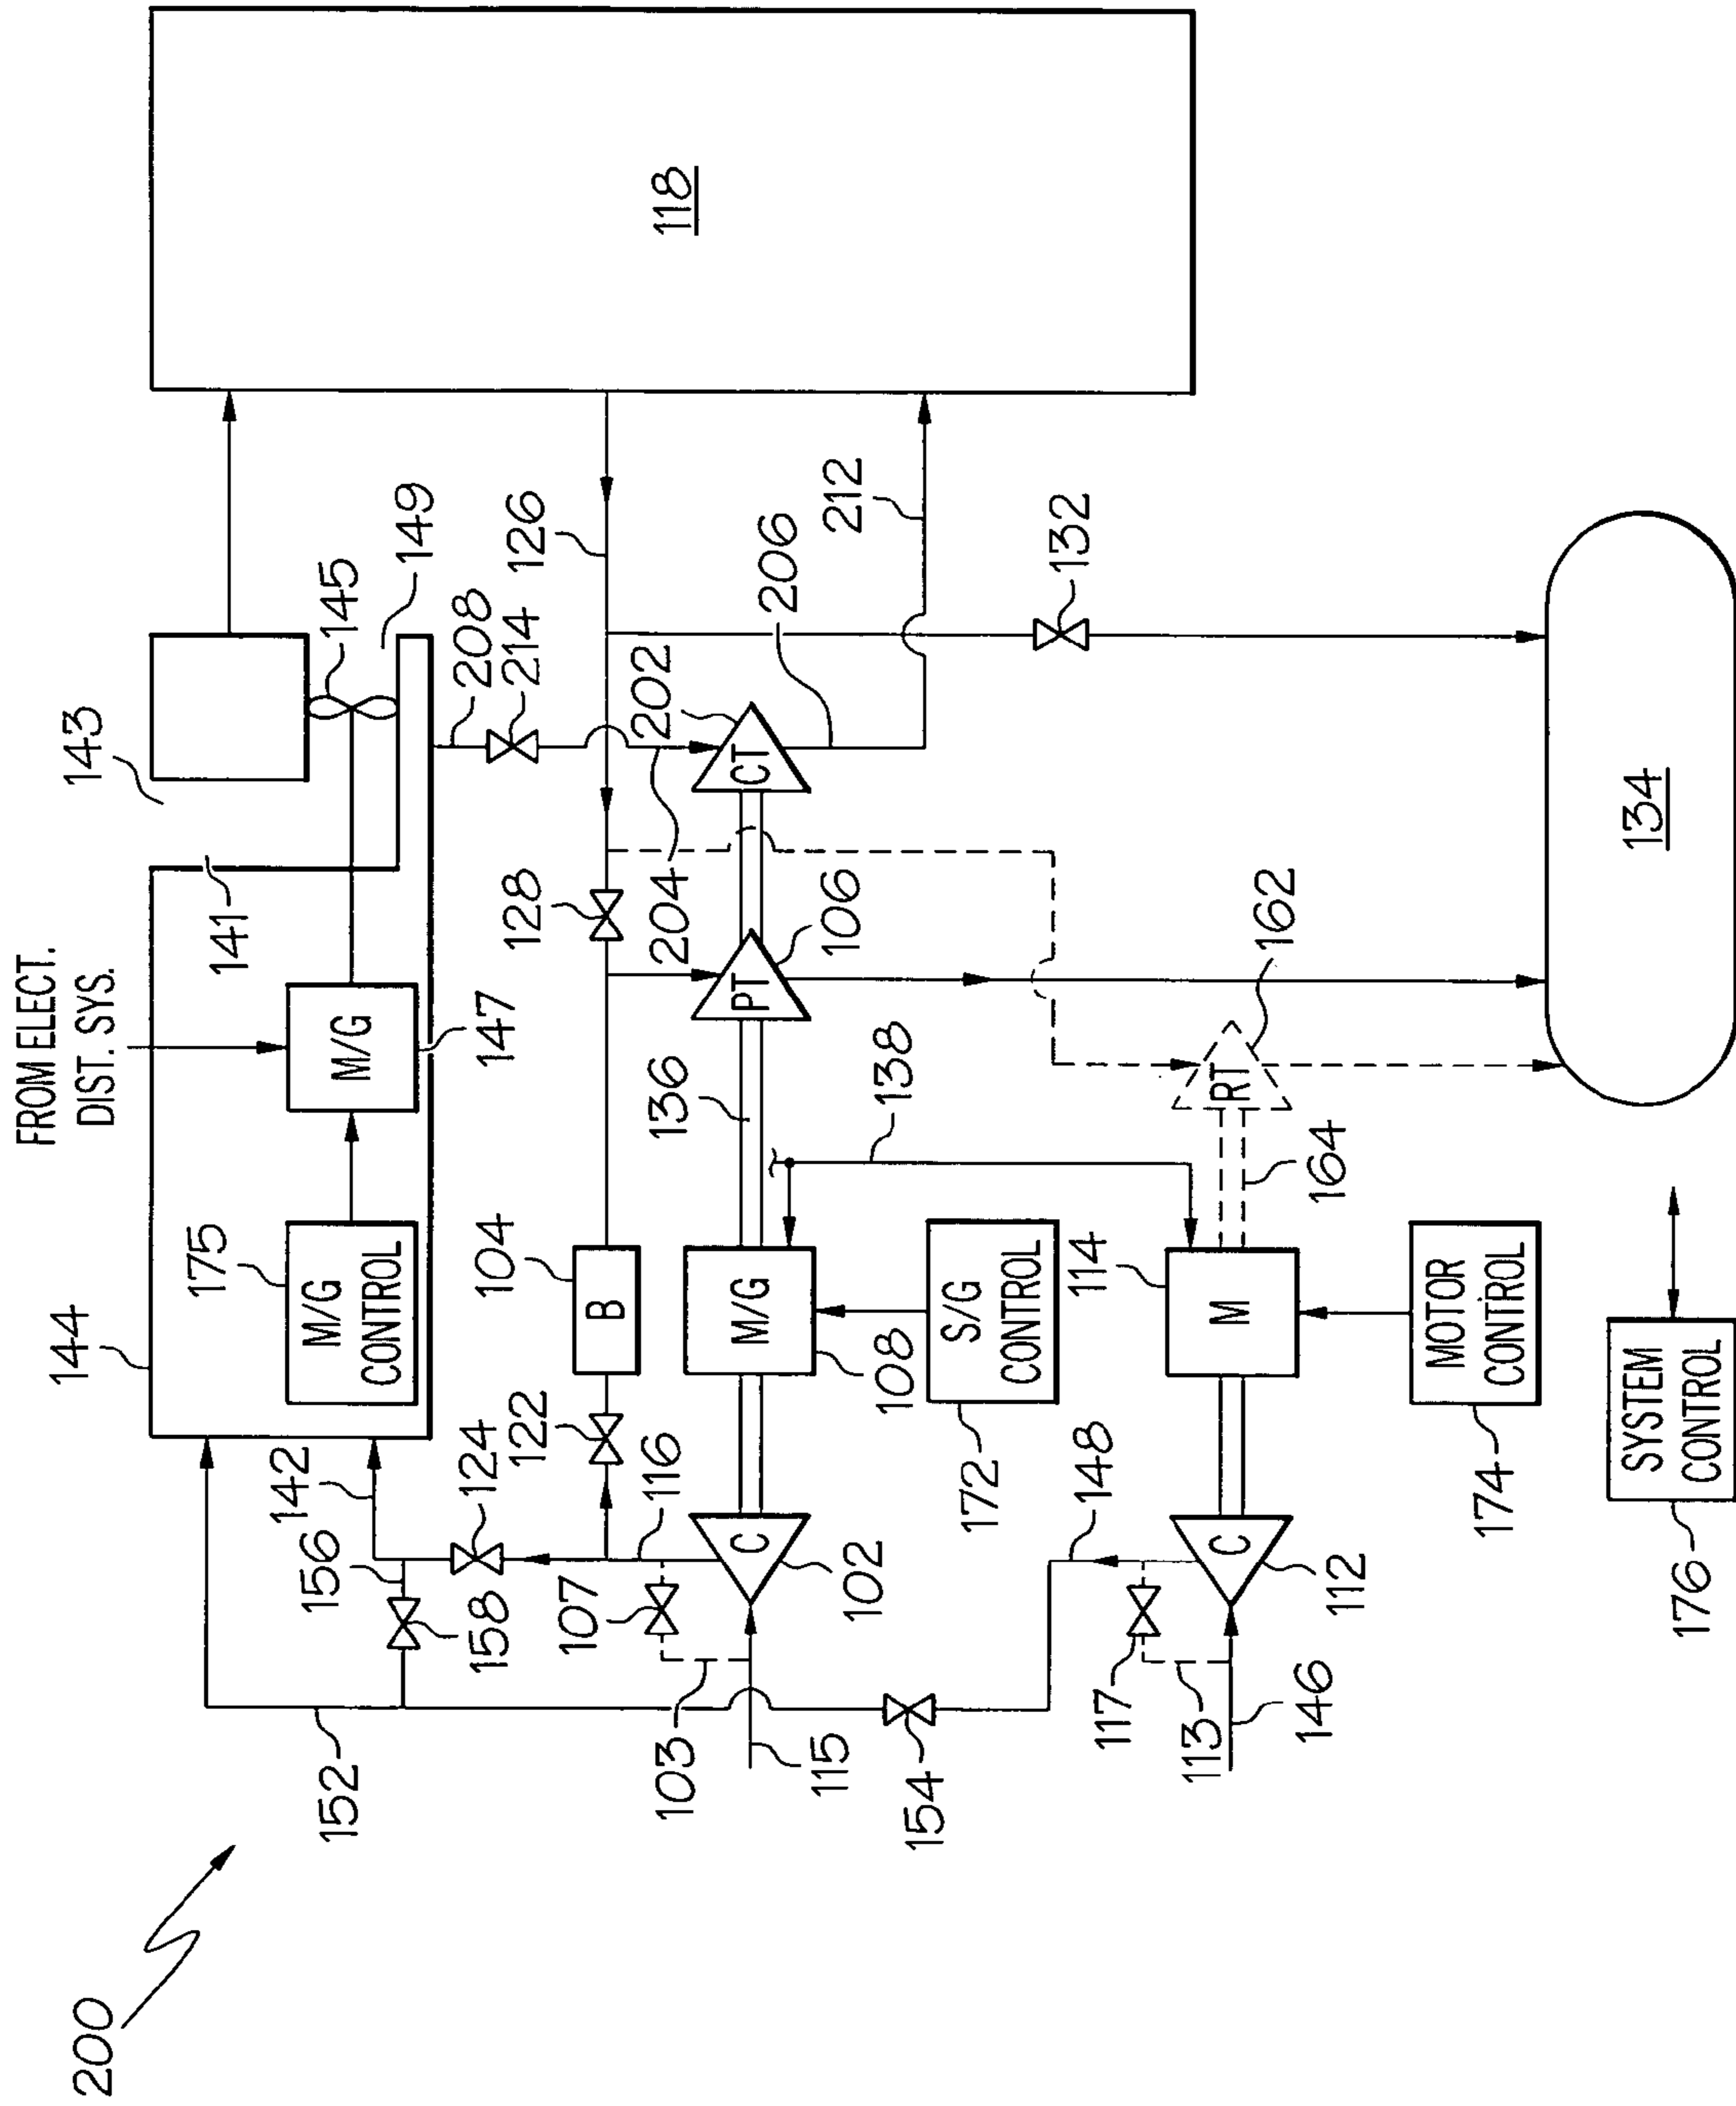 200
FROM ELECT.
DIST. SYS.
144
175
M/G
CONTROL
M/G
147
141
143
145
149
118
152
156
142
158
124
122
104
B
128
208
214
126
204
202
CT
206
212
132
107
116
103
115
C
102
M/G
108
136
PT
106
138
S/G
CONTROL
172
154
148
117
113
146
C
112
M
114
164
RT
162
MOTOR
CONTROL
174
134
SYSTEM
CONTROL
176